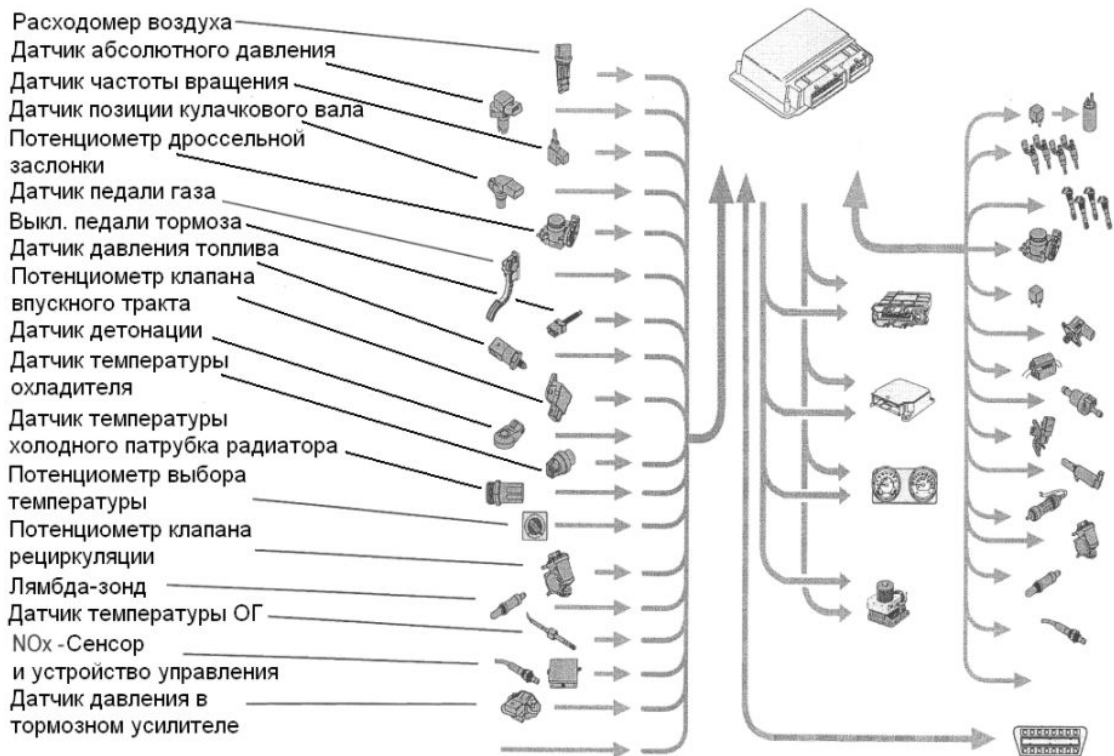 Расходомер воздуха
Датчик абсолютного давления
Датчик частоты вращения
Датчик позиции кулачкового вала
Потенциометр дроссельной
заслонки
Датчик педали газа
Выкл. педали тормоза
Датчик давления топлива
Потенциометр клапана
впускного тракта
Датчик детонации
Датчик температуры
охладителя
Датчик температуры
холодного патрубка радиатора
Потенциометр выбора
температуры
Потенциометр клапана
рециркуляции
Лямбда-зонд
Датчик температуры ОГ
NOx -Сенсор
и устройство управления
Датчик давления в
тормозном усилителе